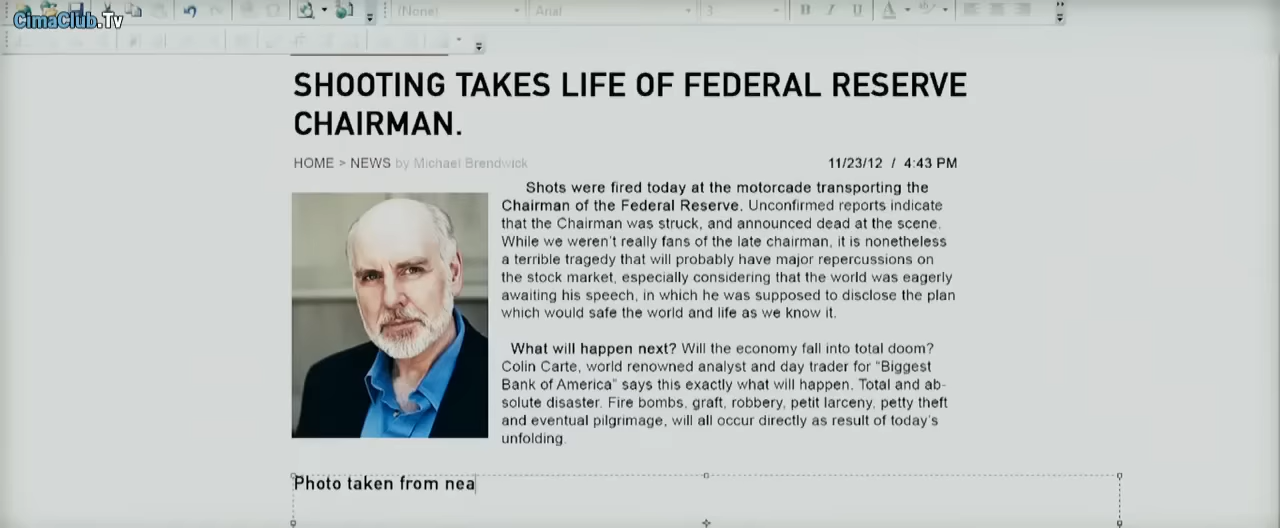 CimaClub.Tv
(None)
Arial
3
B I U A
SHOOTING TAKES LIFE OF FEDERAL RESERVE
CHAIRMAN.
HOME > NEWS by Michael Brendwick
11/23/12 / 4:43 PM
Shots were fired today at the motorcade transporting the
Chairman of the Federal Reserve. Unconfirmed reports indicate
that the Chairman was struck, and announced dead at the scene.
While we weren't really fans of the late chairman, it is nonetheless
a terrible tragedy that will probably have major repercussions on
the stock market, especially considering that the world was eagerly
awaiting his speech, in which he was supposed to disclose the plan
which would safe the world and life as we know it.
What will happen next? Will the economy fall into total doom?
Colin Carte, world renowned analyst and day trader for "Biggest
Bank of America" says this exactly what will happen. Total and ab-
solute disaster. Fire bombs, graft, robbery, petit larceny, petty theft
and eventual pilgrimage, will all occur directly as result of today's
unfolding.
Photo taken from nea